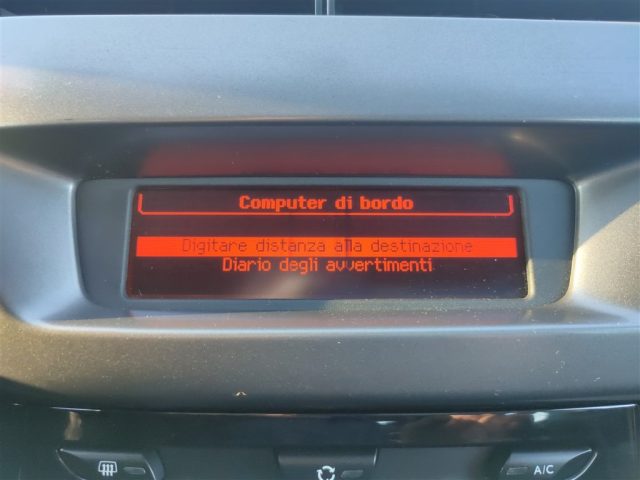 Computer di bordo
Digitare distanza alla destinazione
Diario degli avvertimenti
A/C